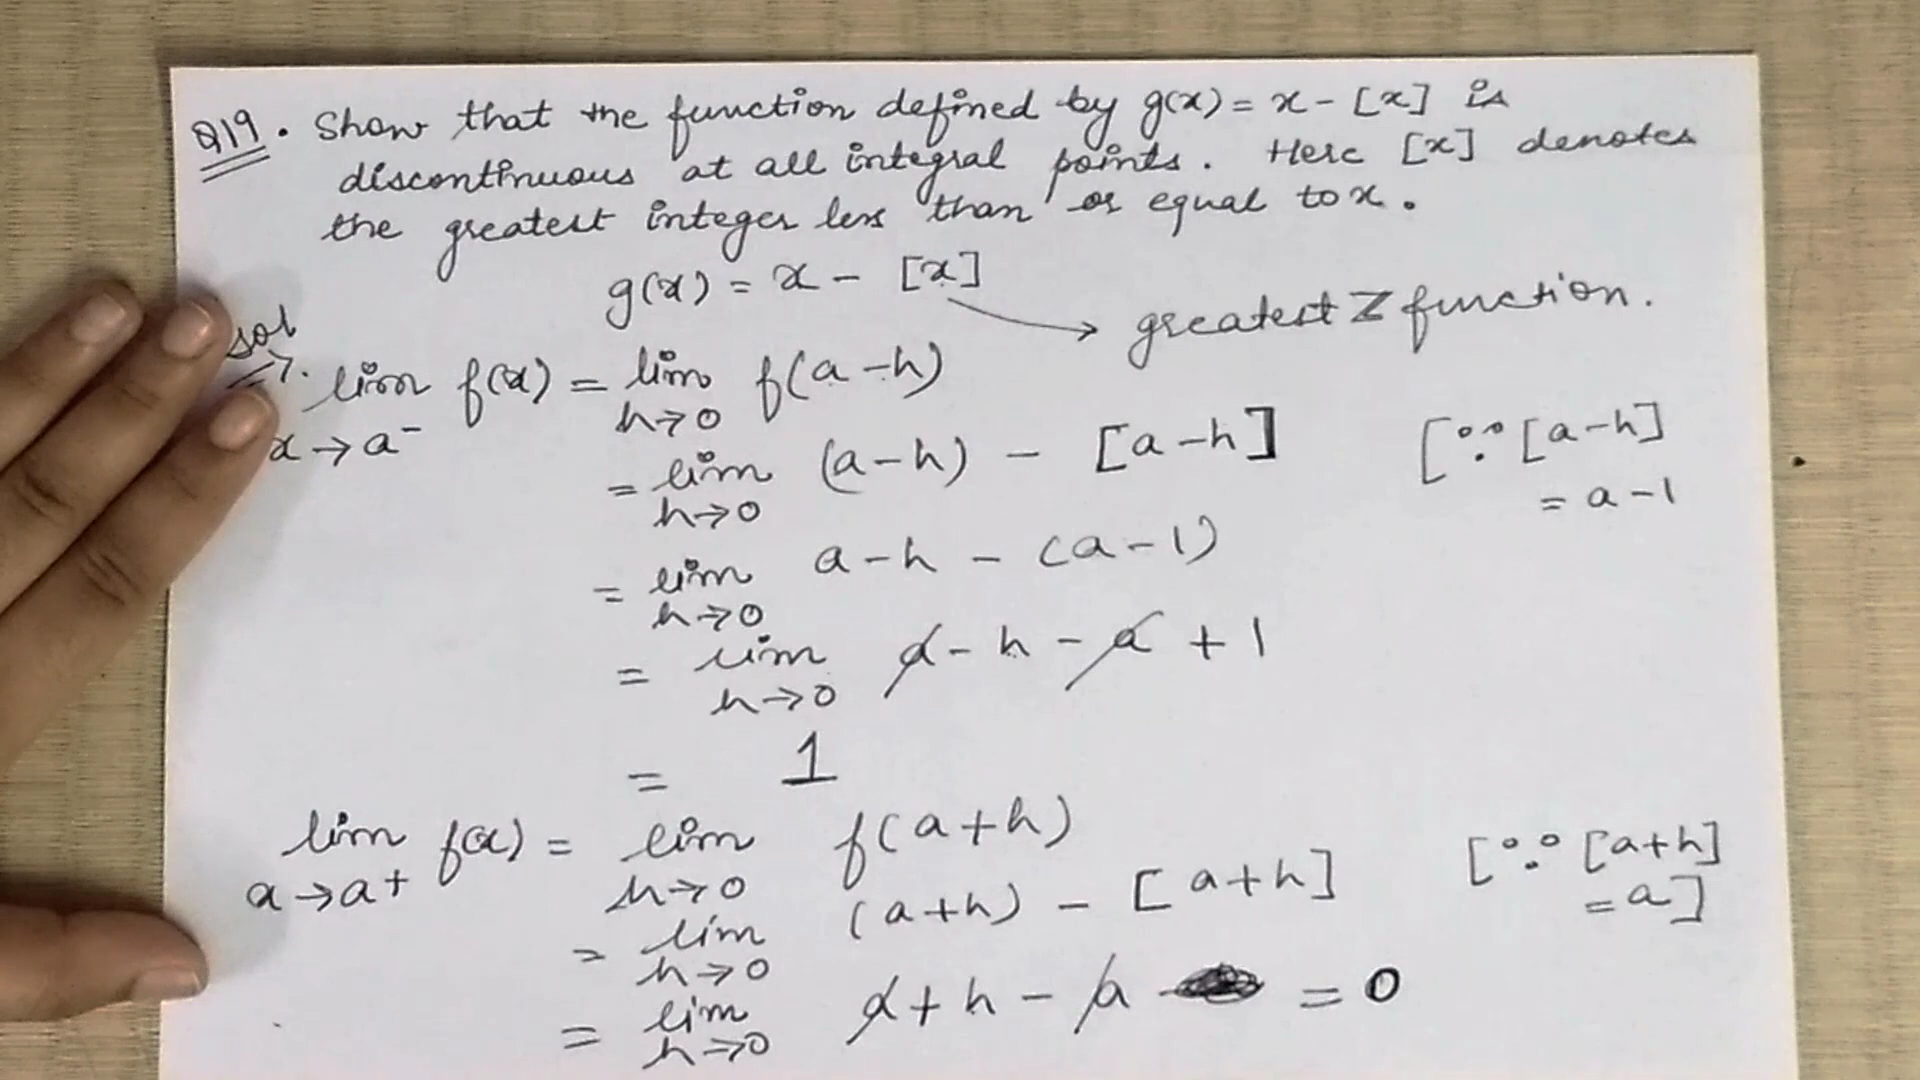 Q19. Show that the function defined by g(x) = x - [x] is
discontinuous at all integral points. Here [x] denotes
the greatest integer less than or equal to x.
g(x) = x - [x] → greatest Z function.
sol →.
lim f(x) = lim f(a-h)
x→a⁻ h→0
= lim (a-h) - [a-h] [∵ [a-h]
h→0 = a-1
= lim a-h - (a-1)
h→0
= lim a - h - a + 1
h→0
= 1
lim f(x) = lim f(a+h)
x→a+ h→0
= lim (a+h) - [a+h] [∵ [a+h]
h→0 = a]
= lim a+h - a = 0
h→0